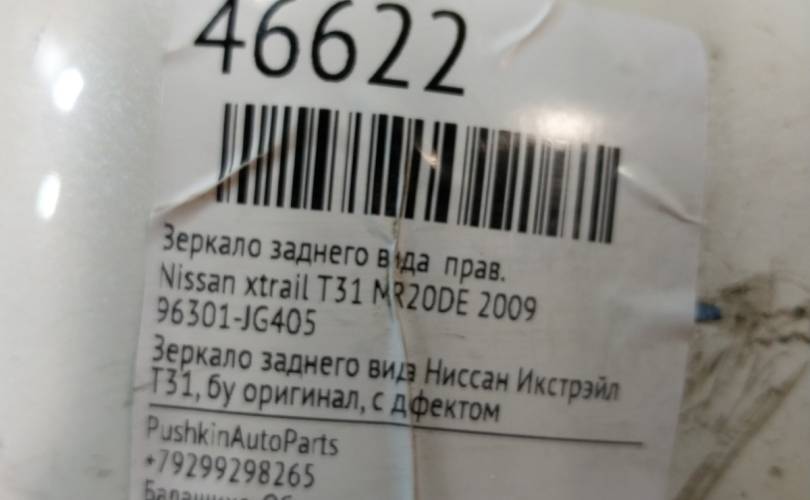 46622
Зеркало заднего вида прав.
Nissan xtrail T31 MR20DE 2009
96301-JG405
Зеркало заднего вида Ниссан Икстрэйл
Т31, бу оригинал, с дфектом
PushkinAutoParts
+79299298265